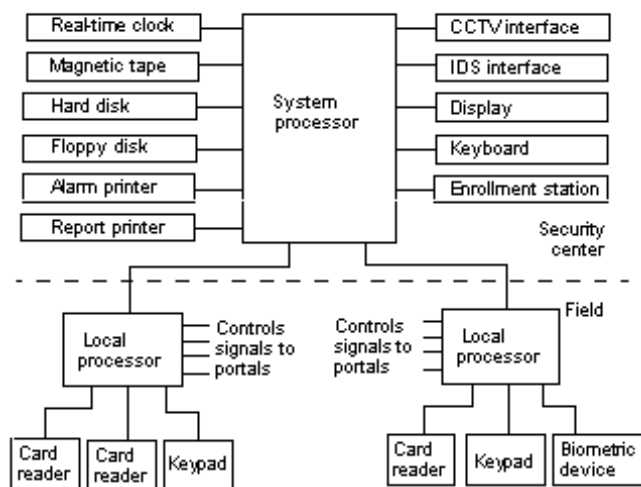 Real-time clock
Magnetic tape
Hard disk
Floppy disk
Alarm printer
Report printer
System
processor
CCTV interface
IDS interface
Display
Keyboard
Enrollment station
Security
center
Field
Local
processor
Controls
signals to
portals
Controls
signals to
portals
Local
processor
Card
reader
Card
reader
Keypad
Card
reader
Keypad
Biometric
device